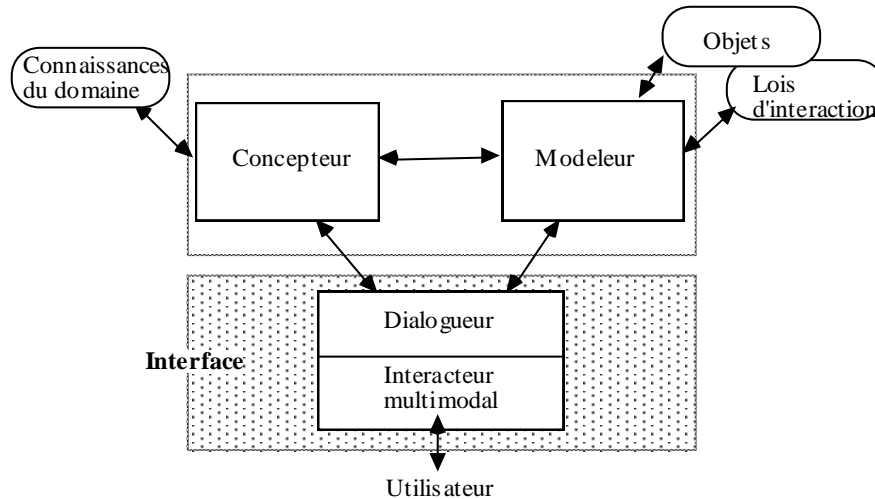 Objets
Connaissances
du domaine
Lois
d'interaction
Concepteur
Modeleur
Dialogueur
Interface
Interacteur
multimodal
Utilisateur